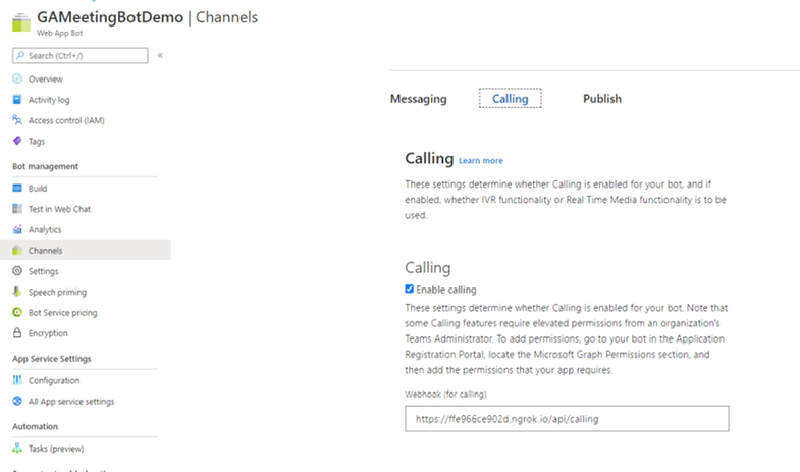 GAMeetingBotDemo | Channels
Web App Bot
Search (Ctrl+/)
«
Overview
Activity log
Access control (IAM)
Tags
Bot management
Build
Test in Web Chat
Analytics
Channels
Settings
Speech priming
Bot Service pricing
Encryption
App Service Settings
Configuration
All App service settings
Automation
Tasks (preview)
Messaging Calling Publish
Calling Learn more
These settings determine whether Calling is enabled for your bot, and if
enabled, whether IVR functionality or Real Time Media functionality is to be
used.
Calling
Enable calling
These settings determine whether Calling is enabled for your bot. Note that
some Calling features require elevated permissions from an organization's
Teams Administrator. To add permissions, go to your bot in the Application
Registration Portal, locate the Microsoft Graph Permissions section, and
then add the permissions that your app requires.
Webhook (for calling)
https://ffe966ce902d.ngrok.io/api/calling